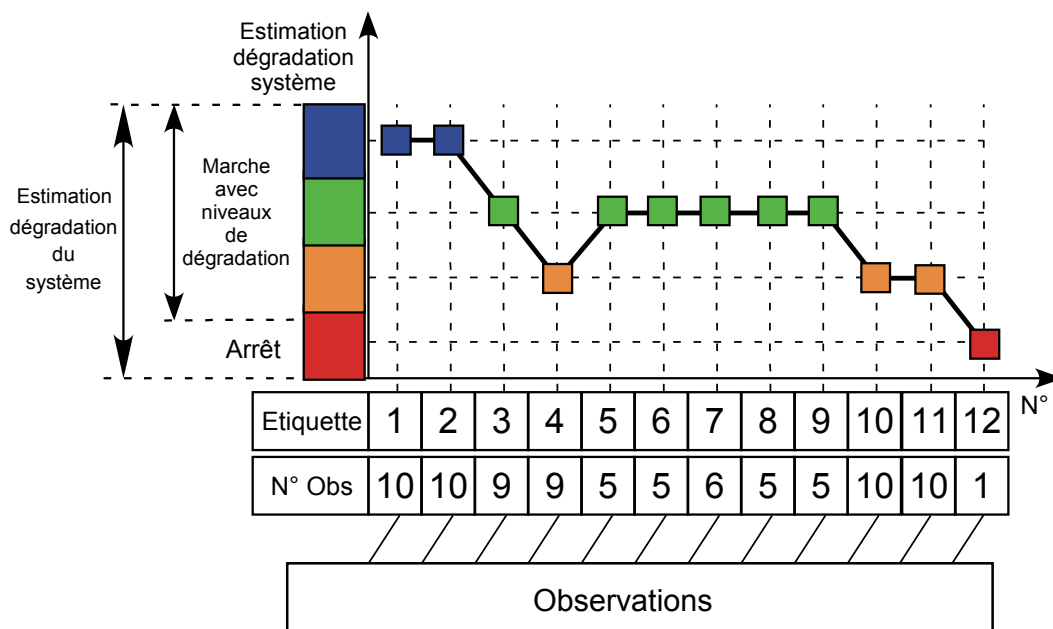 Estimation
dégradation
système
Marche
avec
niveaux
de
dégradation
Estimation
dégradation
du
système
Arrêt
N°
Etiquette 1 2 3 4 5 6 7 8 9 10 11 12
N° Obs 10 10 9 9 5 5 6 5 5 10 10 1
Observations